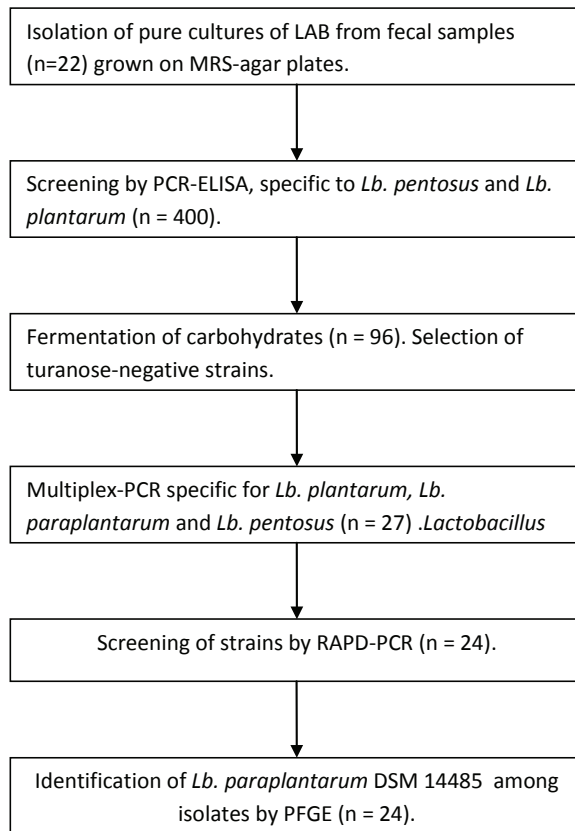 Isolation of pure cultures of LAB from fecal samples
(n=22) grown on MRS-agar plates.
Screening by PCR-ELISA, specific to Lb. pentosus and Lb.
plantarum (n = 400).
Fermentation of carbohydrates (n = 96). Selection of
turanose-negative strains.
Multiplex-PCR specific for Lb. plantarum, Lb.
paraplantarum and Lb. pentosus (n = 27) .Lactobacillus
Screening of strains by RAPD-PCR (n = 24).
Identification of Lb. paraplantarum DSM 14485 among
isolates by PFGE (n = 24).